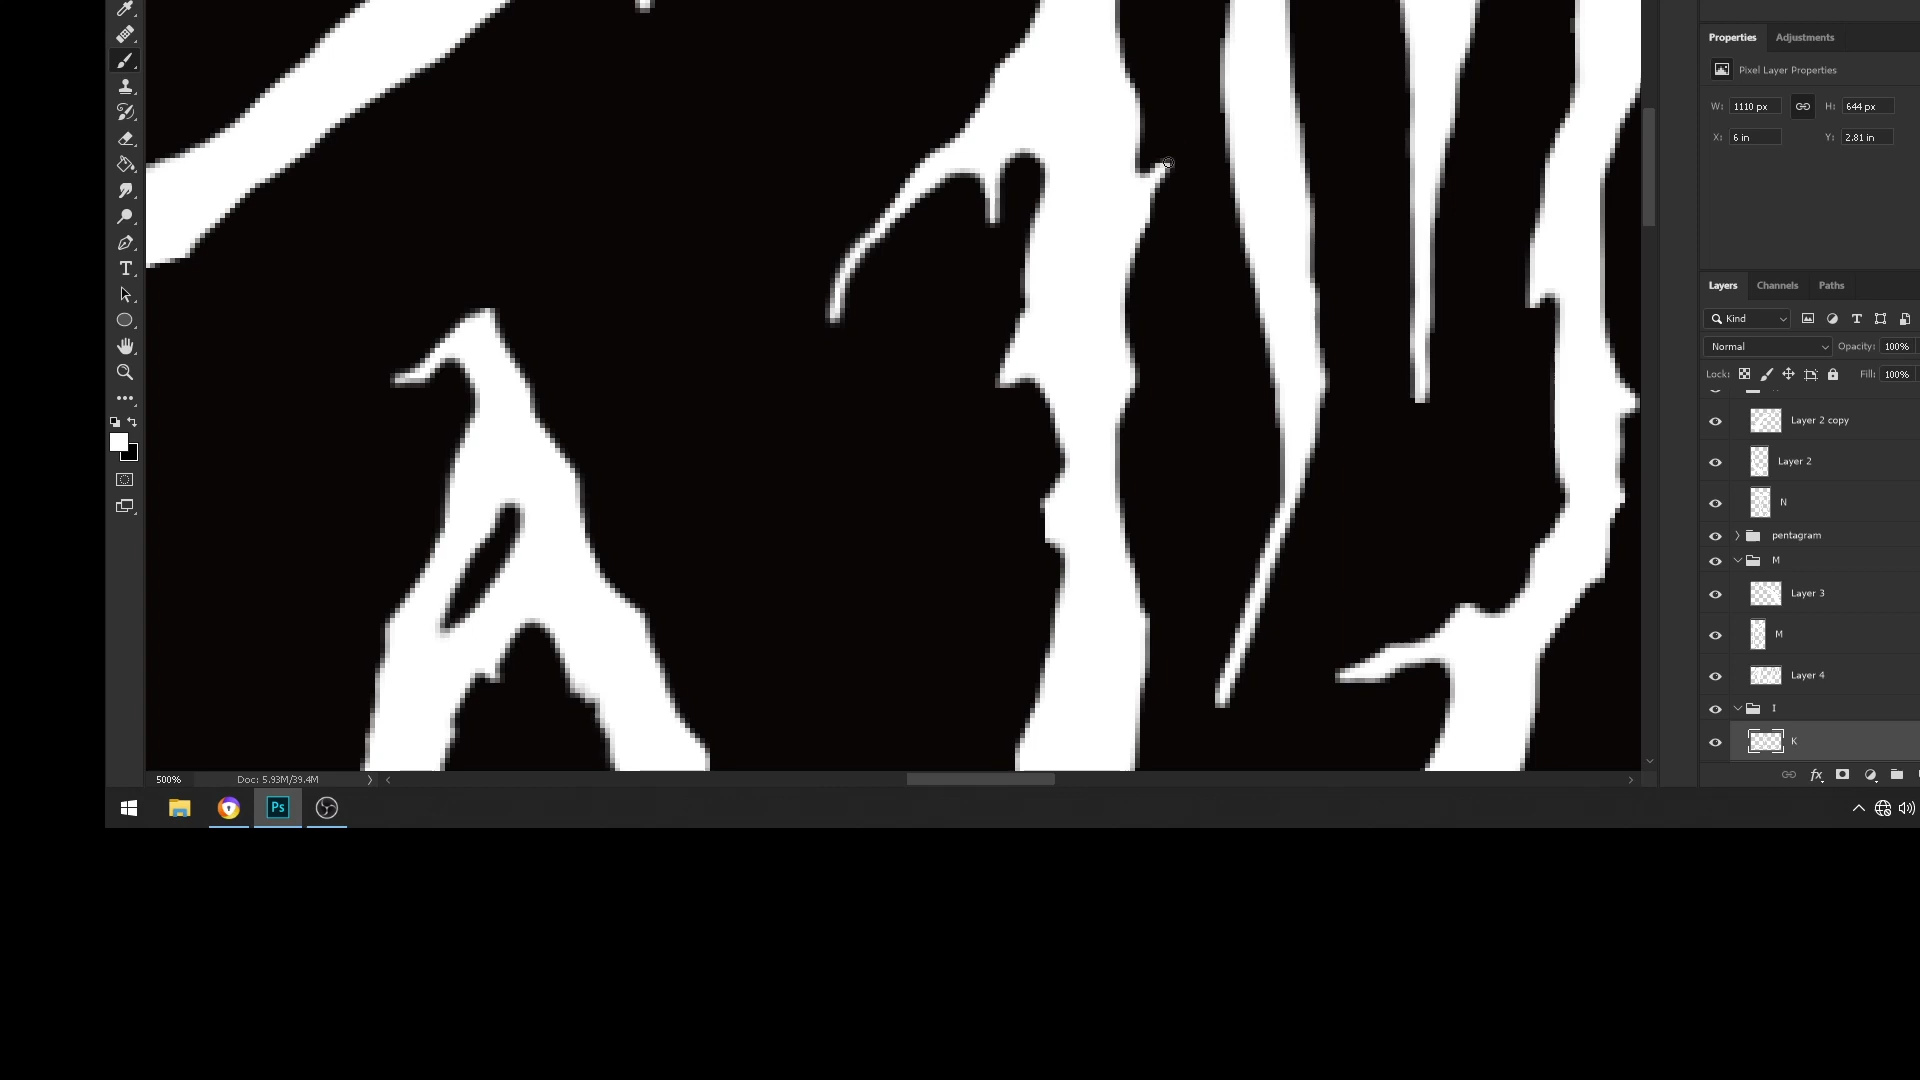 Properties Adjustments
Pixel Layer Properties
W: 1110 px H: 644 px
X: 6 in Y: 2.81 in
Layers Channels Paths
Kind
Normal Opacity: 100%
Lock: Fill: 100%
Layer 2 copy
Layer 2
N
pentagram
M
Layer 3
M
Layer 4
I
K
fx
T
500% Doc: 5.93M/39.4M
Ps